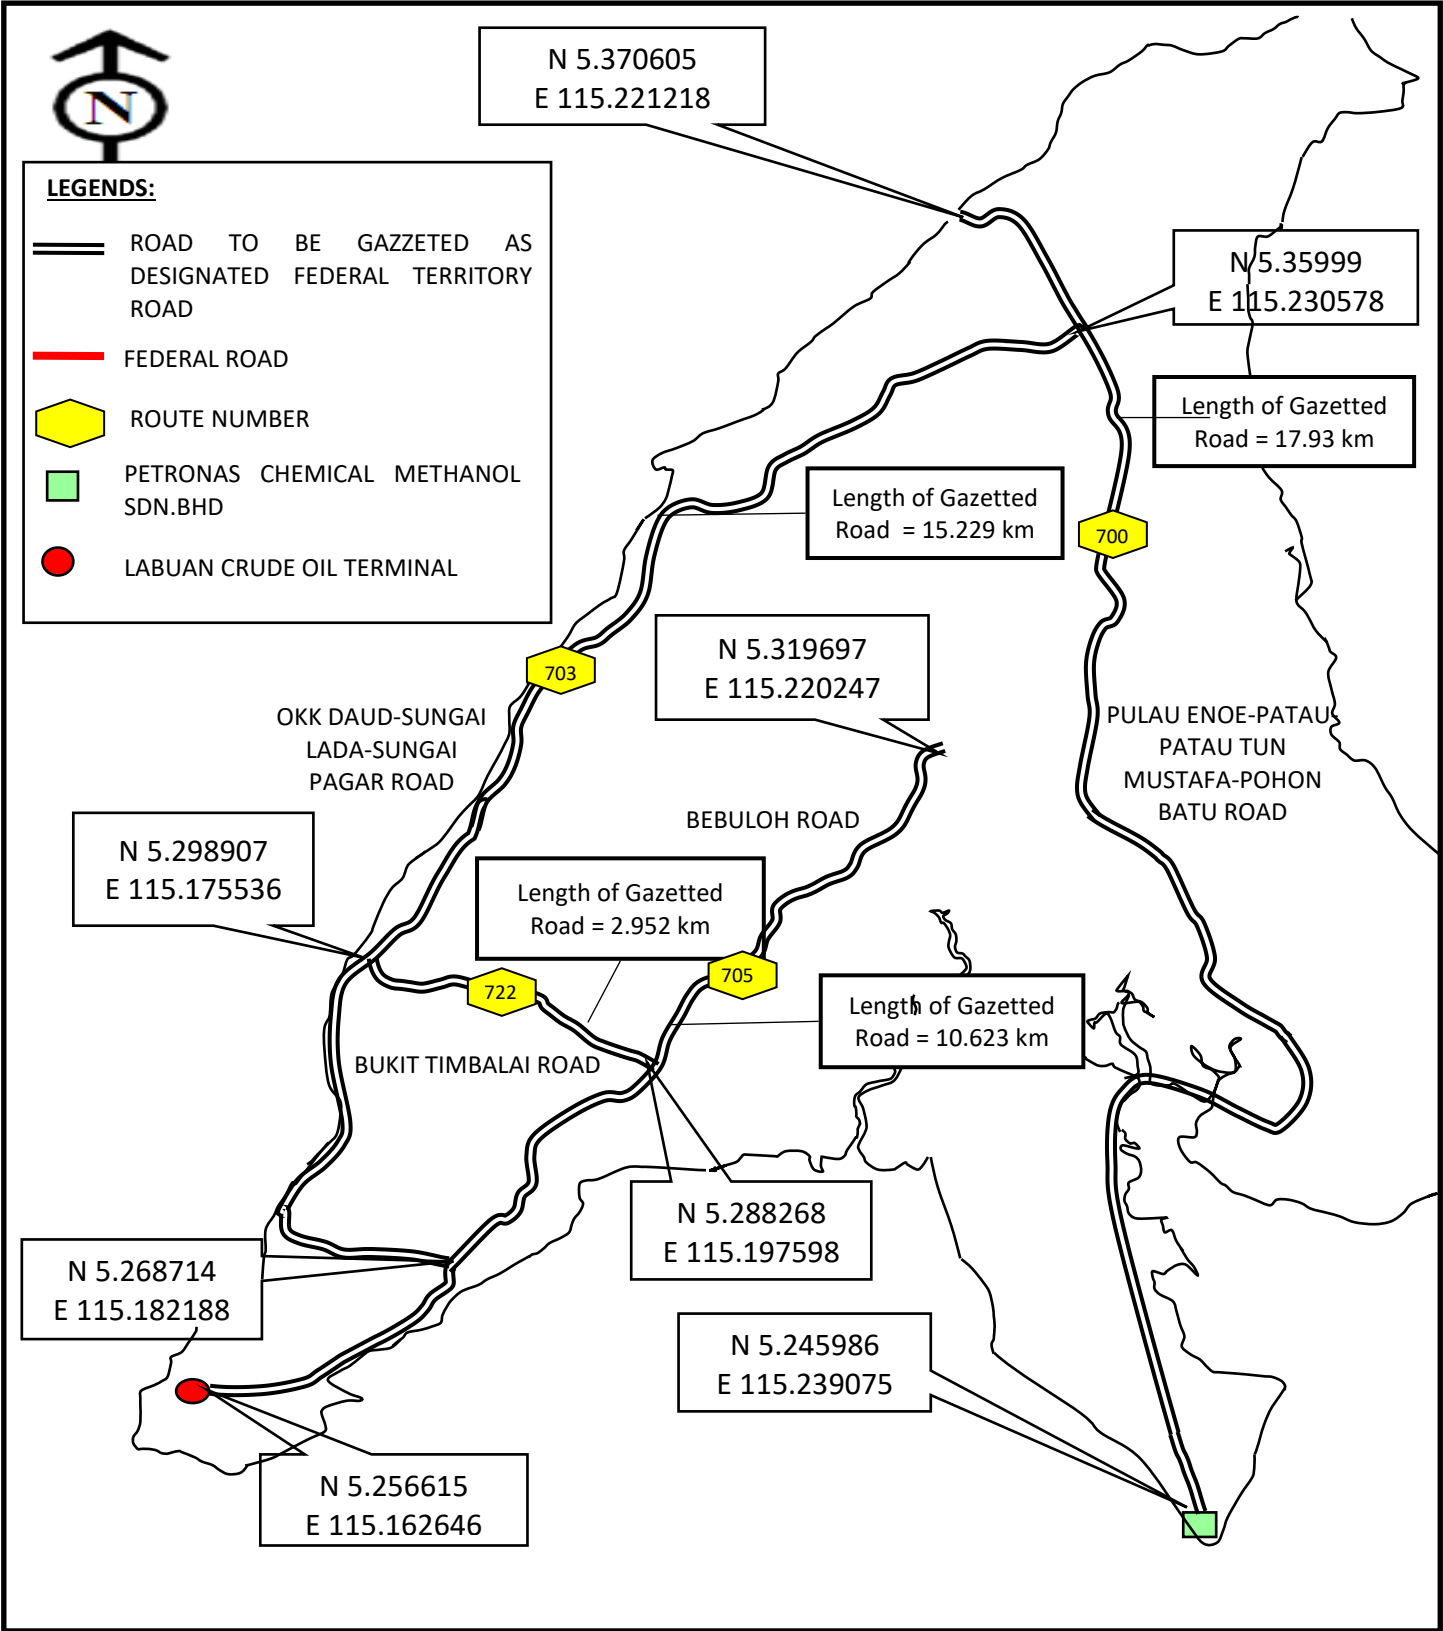 N 5.370605
E 115.221218
N
LEGENDS:
ROAD TO BE GAZZETED AS
DESIGNATED FEDERAL TERRITORY
ROAD
FEDERAL ROAD
ROUTE NUMBER
PETRONAS CHEMICAL METHANOL
SDN.BHD
LABUAN CRUDE OIL TERMINAL
N 5.35999
E 115.230578
Length of Gazetted
Road = 17.93 km
Length of Gazetted
Road = 15.229 km
700
N 5.319697
E 115.220247
703
OKK DAUD-SUNGAI
LADA-SUNGAI
PAGAR ROAD
PULAU ENOE-PATAU
PATAU TUN
MUSTAFA-POHON
BATU ROAD
BEBULOH ROAD
N 5.298907
E 115.175536
Length of Gazetted
Road = 2.952 km
705
722
Length of Gazetted
Road = 10.623 km
BUKIT TIMBALAI ROAD
N 5.288268
E 115.197598
N 5.268714
E 115.182188
N 5.245986
E 115.239075
N 5.256615
E 115.162646